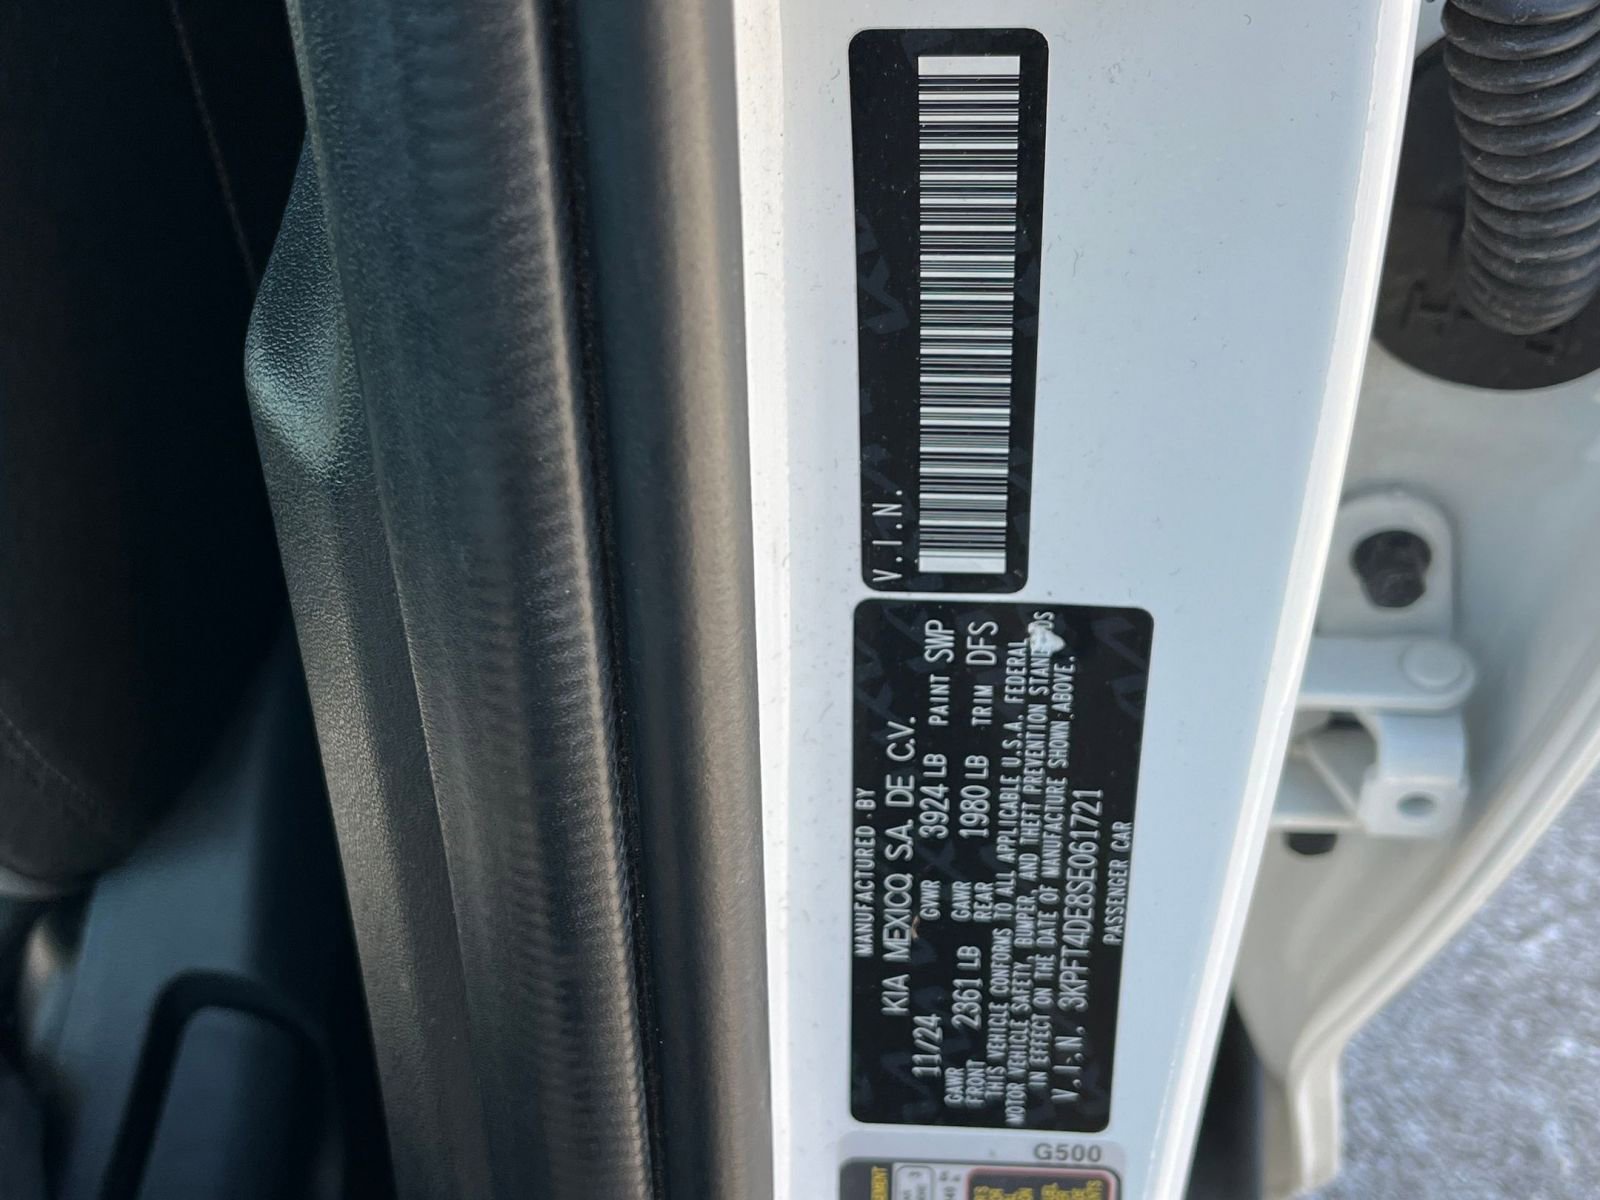 V.I.N.
MANUFACTURED BY
KIA MEXICO, S.A. DE C.V.
11/24 GVWR 3924 LB PAINT SWP
GAWR FRONT 2361 LB GAWR REAR 1980 LB TRIM DFS
THIS VEHICLE CONFORMS TO ALL APPLICABLE U.S.A. FEDERAL
MOTOR VEHICLE SAFETY, BUMPER, AND THEFT PREVENTION
IN EFFECT ON THE DATE OF MANUFACTURE SHOWN ABOVE.
V.I.N. 3KPFT4DE8SE061721
PASSENGER CAR
G500